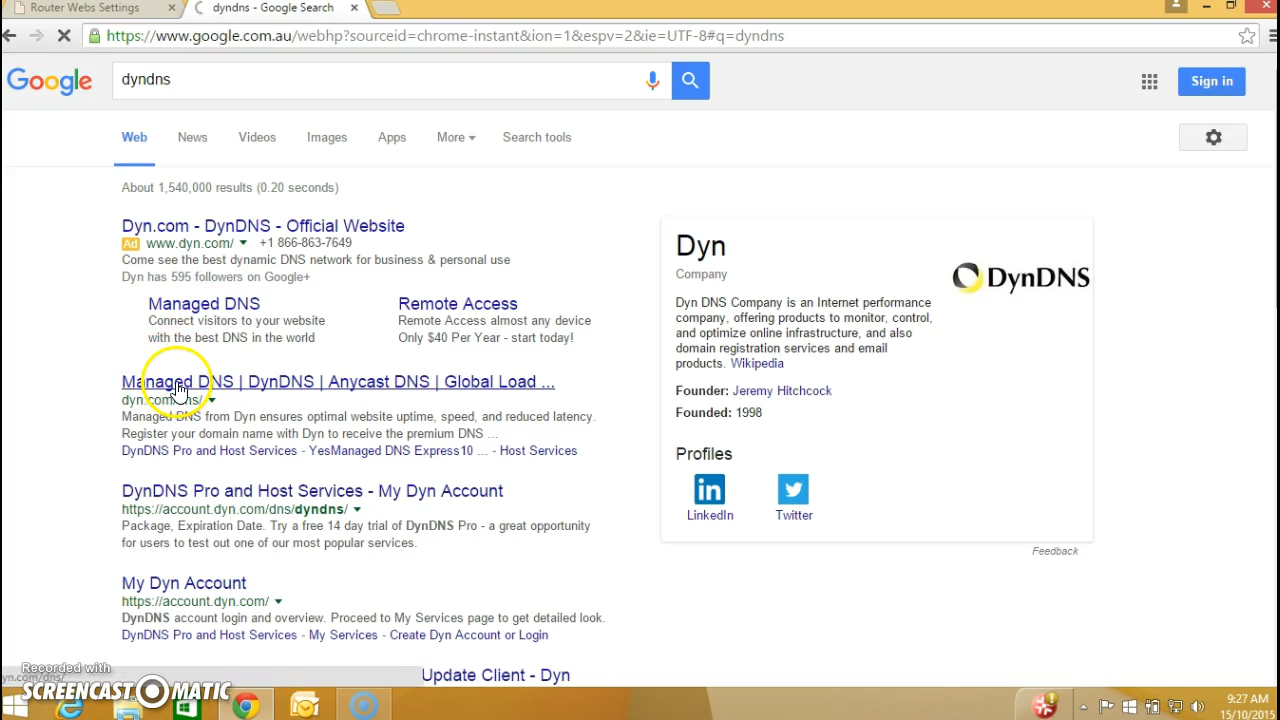 Router Webs Settings
dyndns - Google Search
https://www.google.com.au/webhp?sourceid=chrome-instant&ion=1&espv=2&ie=UTF-8#q=dyndns
Google
dyndns
Sign in
Web
News
Videos
Images
Apps
More
Search tools
About 1,540,000 results (0.20 seconds)
Dyn.com - DynDNS - Official Website
Ad www.dyn.com/ +1 866-863-7649
Come see the best dynamic DNS network for business & personal use
Dyn has 595 followers on Google+
Managed DNS
Connect visitors to your website
with the best DNS in the world
Remote Access
Remote Access almost any device
Only $40 Per Year - start today!
Managed DNS | DynDNS | Anycast DNS | Global Load ...
dyn.com/dns/
Managed DNS from Dyn ensures optimal website uptime, speed, and reduced latency.
Register your domain name with Dyn to receive the premium DNS ...
DynDNS Pro and Host Services - YesManaged DNS Express10 ... - Host Services
DynDNS Pro and Host Services - My Dyn Account
https://account.dyn.com/dns/dyndns/
Package, Expiration Date. Try a free 14 day trial of DynDNS Pro - a great opportunity
for users to test out one of our most popular services.
My Dyn Account
https://account.dyn.com/
DynDNS account login and overview. Proceed to My Services page to get detailed look.
DynDNS Pro and Host Services - My Services - Create Dyn Account or Login
Update Client - Dyn
Dyn
Company
DynDNS
Dyn DNS Company is an Internet performance
company, offering products to monitor, control,
and optimize online infrastructure, and also
domain registration services and email
products. Wikipedia
Founder: Jeremy Hitchcock
Founded: 1998
Profiles
LinkedIn
Twitter
Feedback
Recorded with
yn.com/dns/
SCREENCAST MATIC
9:27 AM
15/10/2015